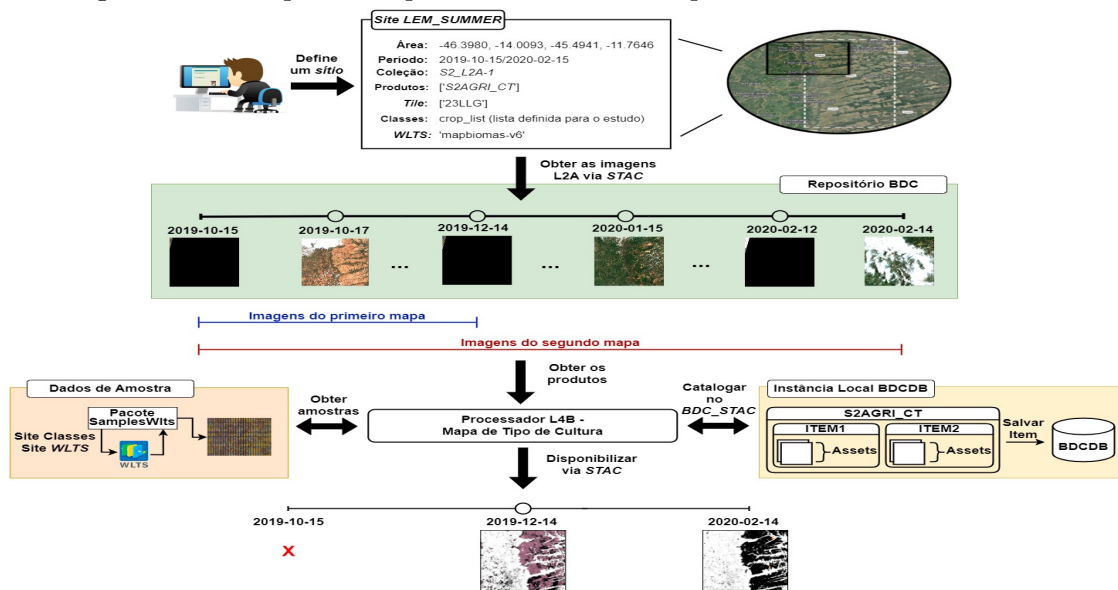 Site LEM_SUMMER
Área: -46.3980, -14.0093, -45.4941, -11.7646
Período: 2019-10-15/2020-02-15
Coleção: S2_L2A-1
Produtos: ['S2AGRI_CT']
Tile: ['23LLG']
Classes: crop_list (lista definida para o estudo)
WLTS: 'mapbiomas-v6'
Define
um sítio
Obter as imagens
L2A via STAC
Repositório BDC
2019-10-15
2019-10-17
2019-12-14
2020-01-15
2020-02-12
2020-02-14
...
...
...
Imagens do primeiro mapa
Imagens do segundo mapa
Obter os
produtos
Dados de Amostra
Pacote
SamplesWlts
Site Classes
Site WLTS
WLTS
Obter
amostras
Processador L4B -
Mapa de Tipo de Cultura
Catalogar
no
BDC_STAC
Instância Local BDCDB
S2AGRI_CT
ITEM1
Assets
ITEM2
Assets
Salvar
Item
BDCDB
Disponibilizar
via STAC
2019-10-15
2019-12-14
2020-02-14
X